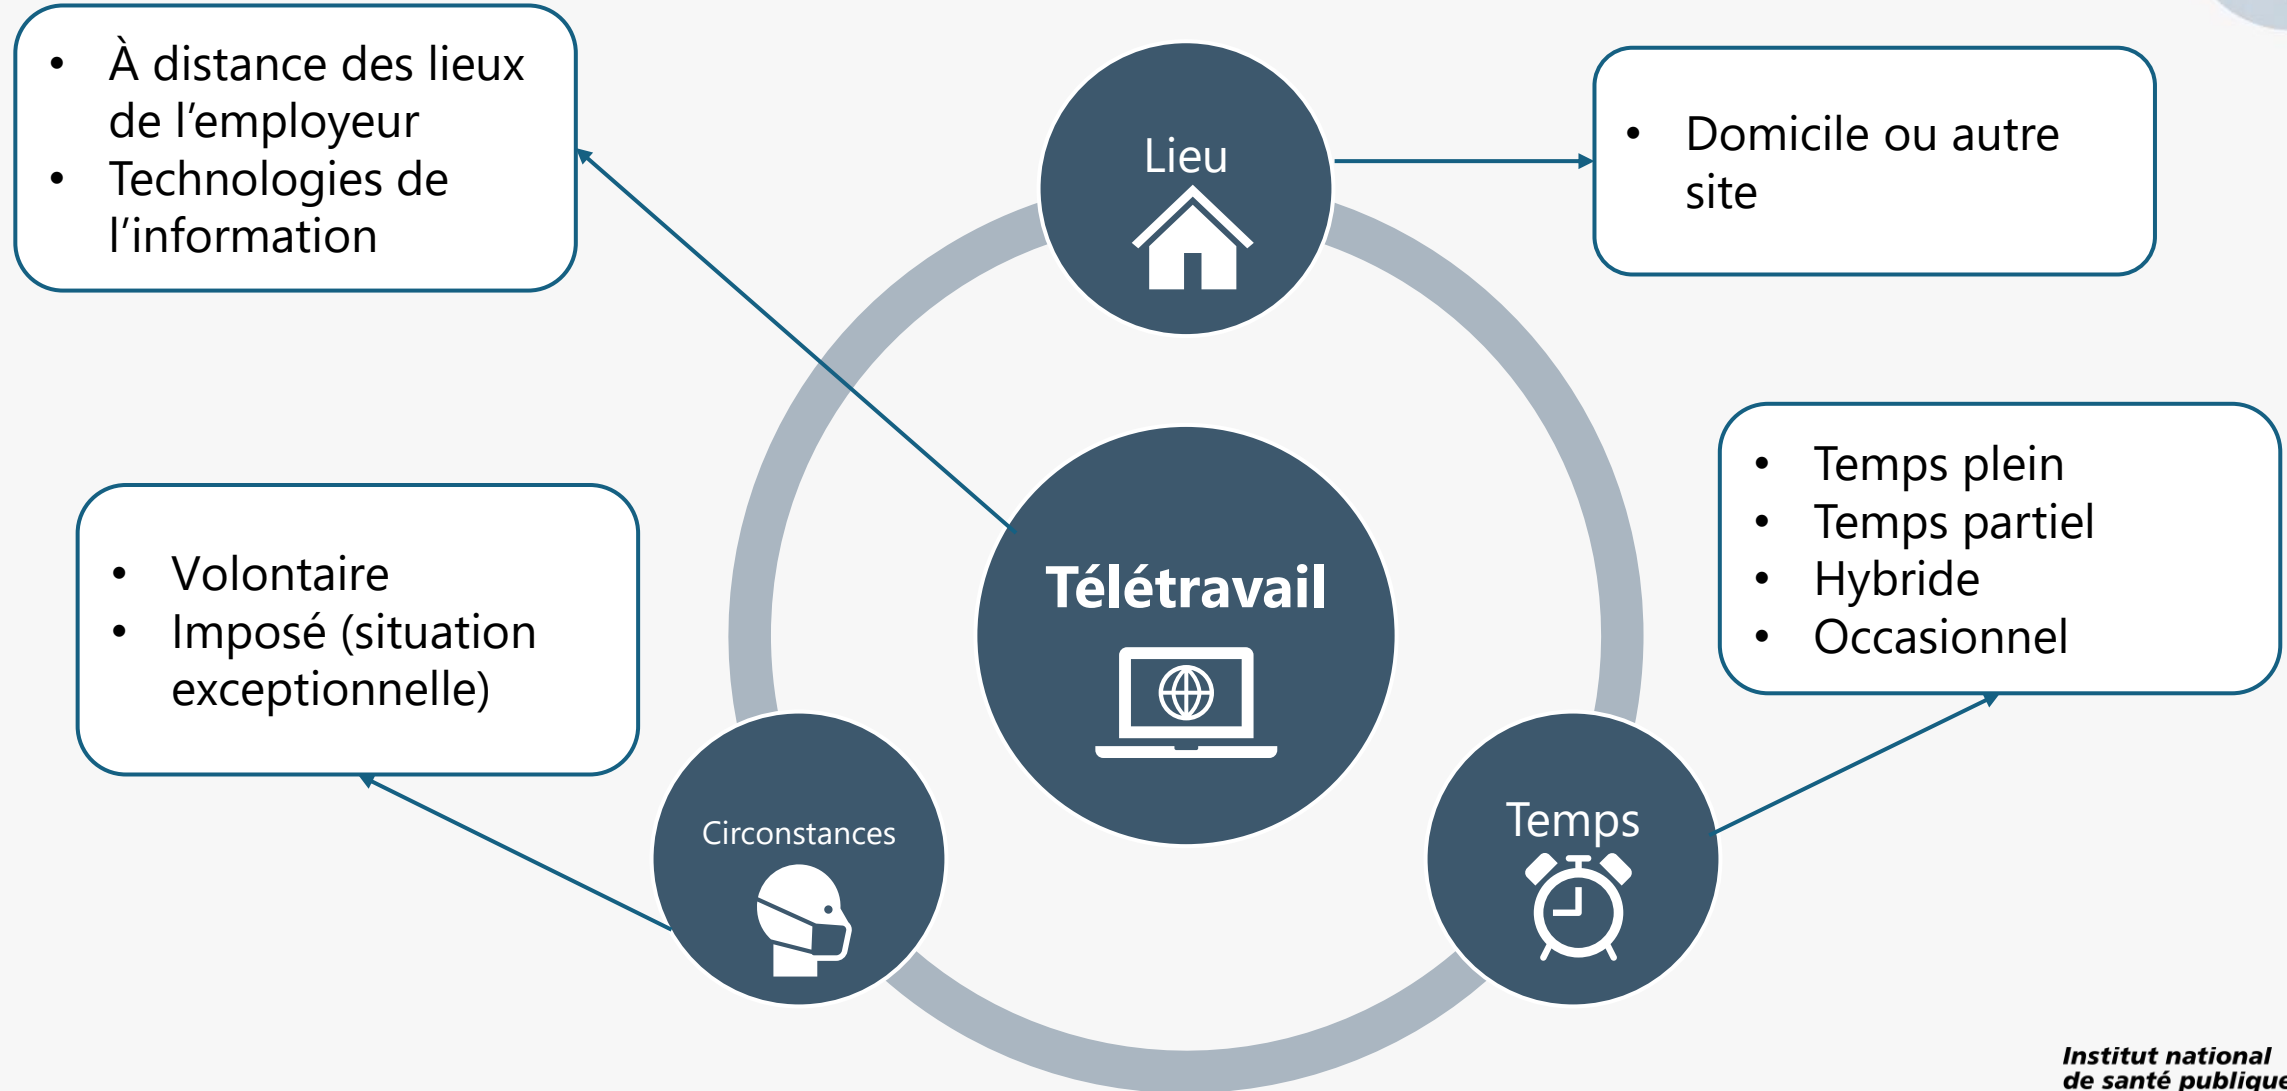 • À distance des lieux
de l’employeur
• Technologies de
l’information
Lieu
• Domicile ou autre
site
• Volontaire
• Imposé (situation
exceptionnelle)
Télétravail
• Temps plein
• Temps partiel
• Hybride
• Occasionnel
Circonstances
Temps
Institut national
de santé publique